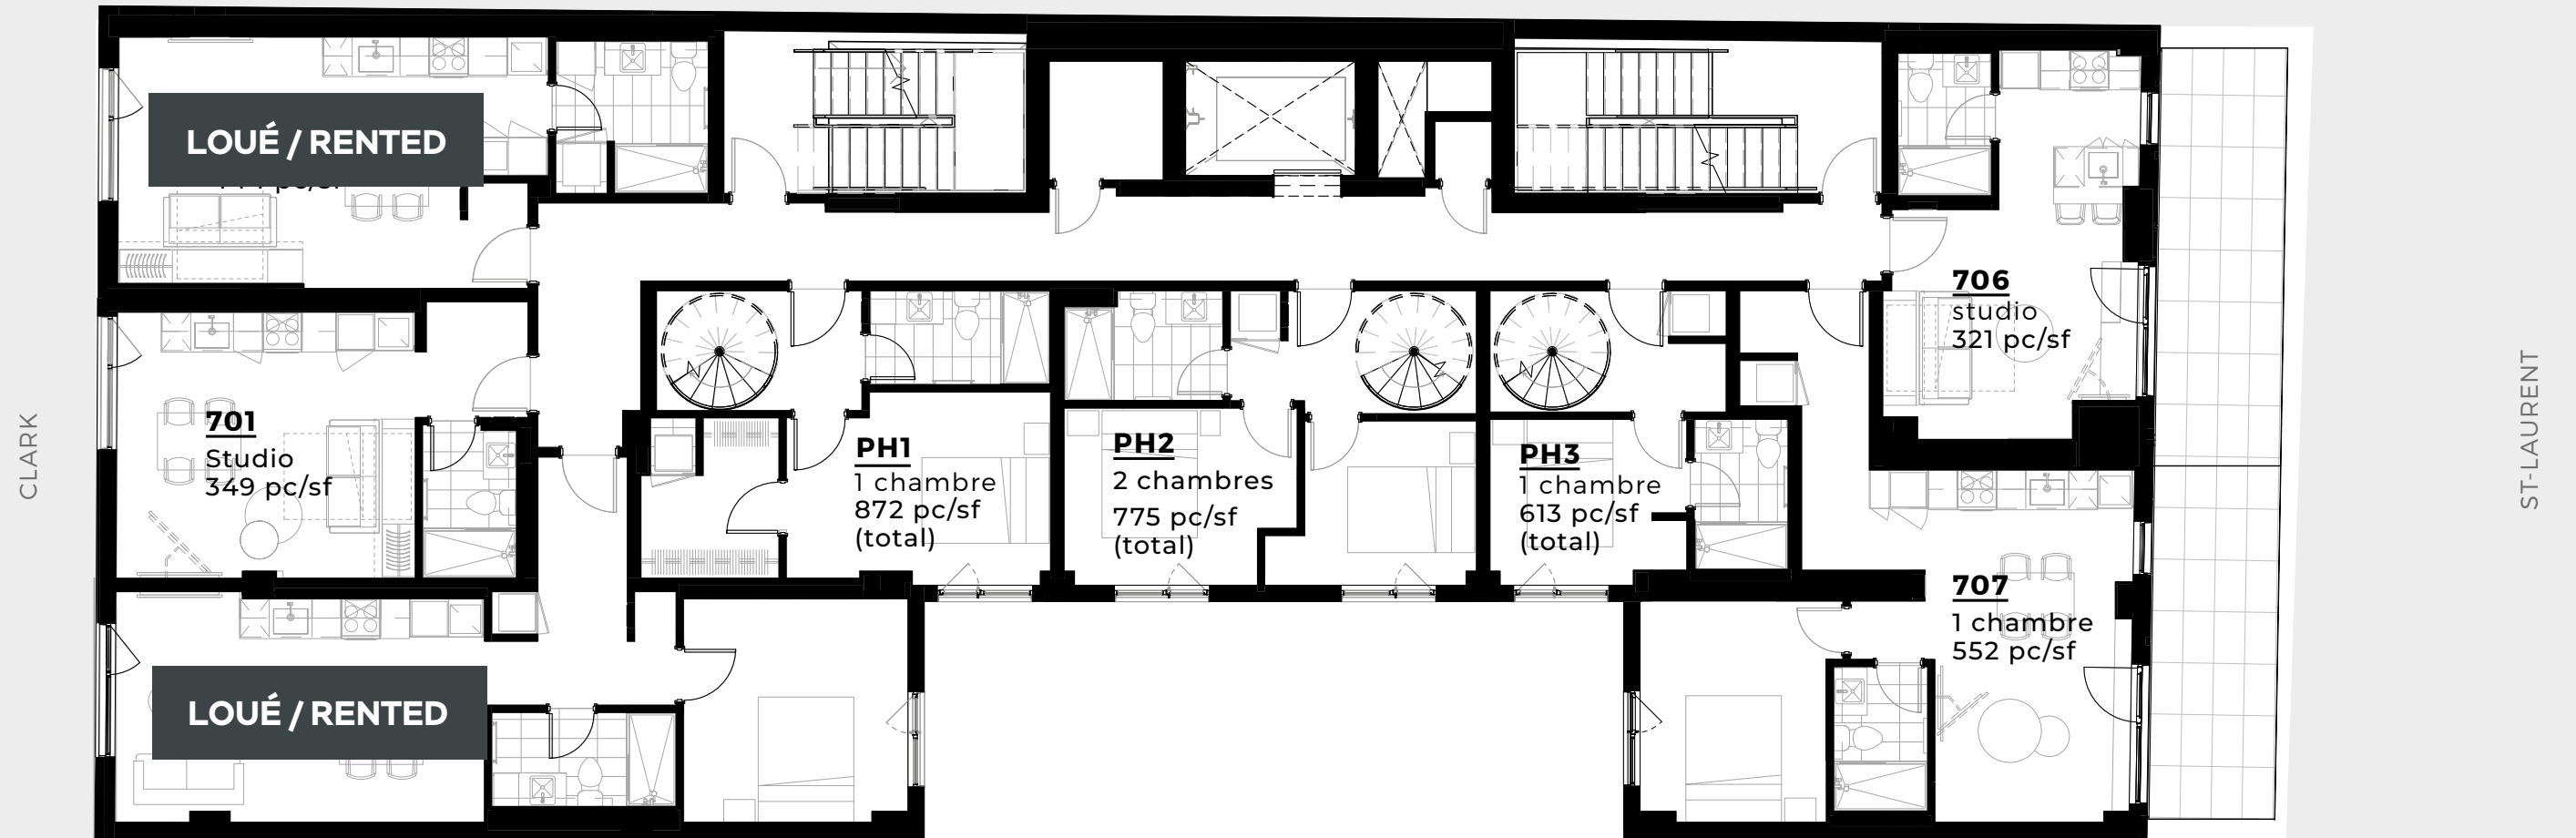 LOUÉ / RENTED
CLARK
701
Studio
349 pc/sf
LOUÉ / RENTED
PH1
1 chambre
872 pc/sf
(total)
PH2
2 chambres
775 pc/sf
(total)
PH3
1 chambre
613 pc/sf
(total)
706
studio
321 pc/sf
707
1 chambre
552 pc/sf
ST-LAURENT